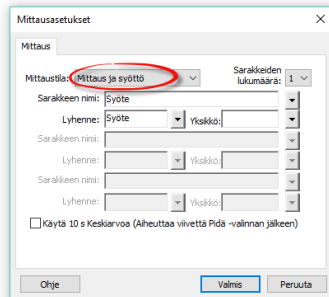 Mittausasetukset
Mittaus
Mittaustila: Mittaus ja syöttö
Sarakkeiden lukumäärä: 1
Sarakkeen nimi: Syöte
Lyhenne: Syöte Yksikkö:
Sarakkeen nimi:
Lyhenne: Yksikkö:
Sarakkeen nimi:
Lyhenne: Yksikkö:
Käytä 10 s Keskiarvoa (Aiheuttaa viivettä Pidä -valinnan jälkeen)
Ohje Valmis Peruuta